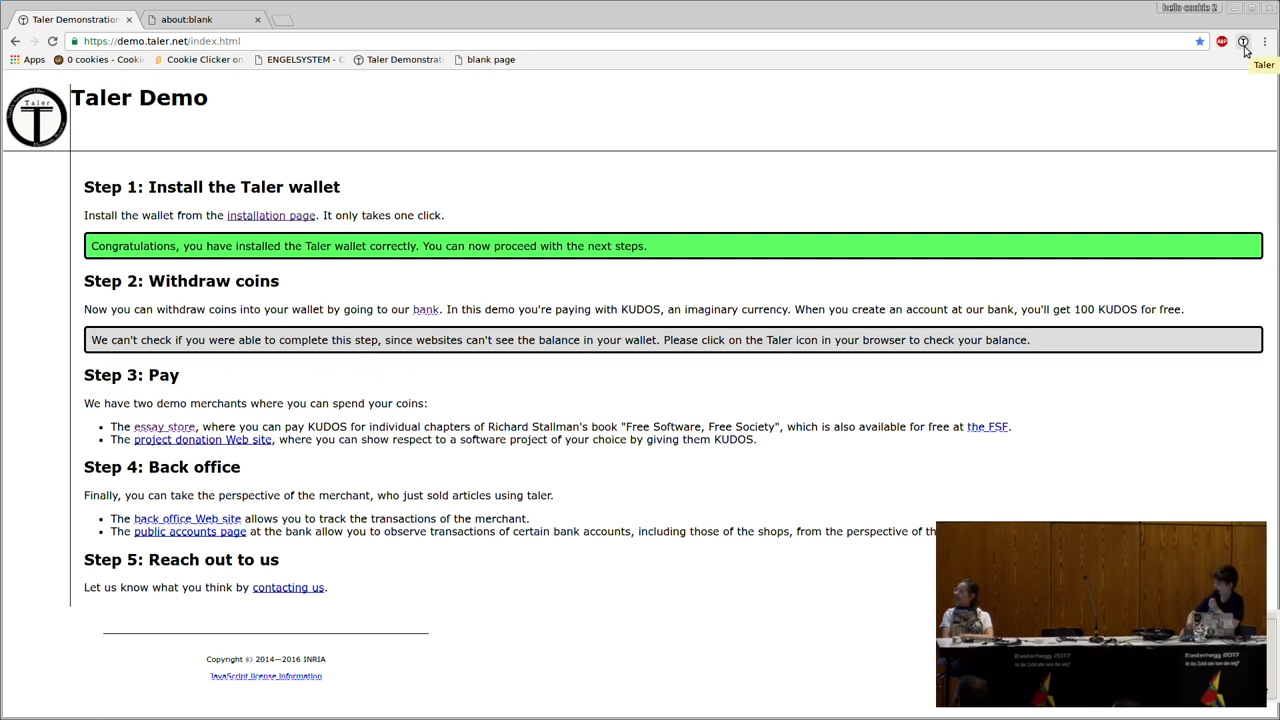 hello cookie 2
Taler Demonstration
about:blank
https://demo.taler.net/index.html
ABP
Apps
0 cookies - Cooki
Cookie Clicker on
ENGELSYSTEM - C
Taler Demonstrat
blank page
Taler
Taler
Taler Demo
Step 1: Install the Taler wallet
Install the wallet from the installation page. It only takes one click.
Congratulations, you have installed the Taler wallet correctly. You can now proceed with the next steps.
Step 2: Withdraw coins
Now you can withdraw coins into your wallet by going to our bank. In this demo you're paying with KUDOS, an imaginary currency. When you create an account at our bank, you'll get 100 KUDOS for free.
We can't check if you were able to complete this step, since websites can't see the balance in your wallet. Please click on the Taler icon in your browser to check your balance.
Step 3: Pay
We have two demo merchants where you can spend your coins:
• The essay store, where you can pay KUDOS for individual chapters of Richard Stallman's book "Free Software, Free Society", which is also available for free at the FSF.
• The project donation Web site, where you can show respect to a software project of your choice by giving them KUDOS.
Step 4: Back office
Finally, you can take the perspective of the merchant, who just sold articles using taler.
• The back office Web site allows you to track the transactions of the merchant.
• The public accounts page at the bank allow you to observe transactions of certain bank accounts, including those of the shops, from the perspective of th
Step 5: Reach out to us
Let us know what you think by contacting us.
Copyright © 2014—2016 INRIA
JavaScript license information
Easterhegg 2017
Easterhegg 2017